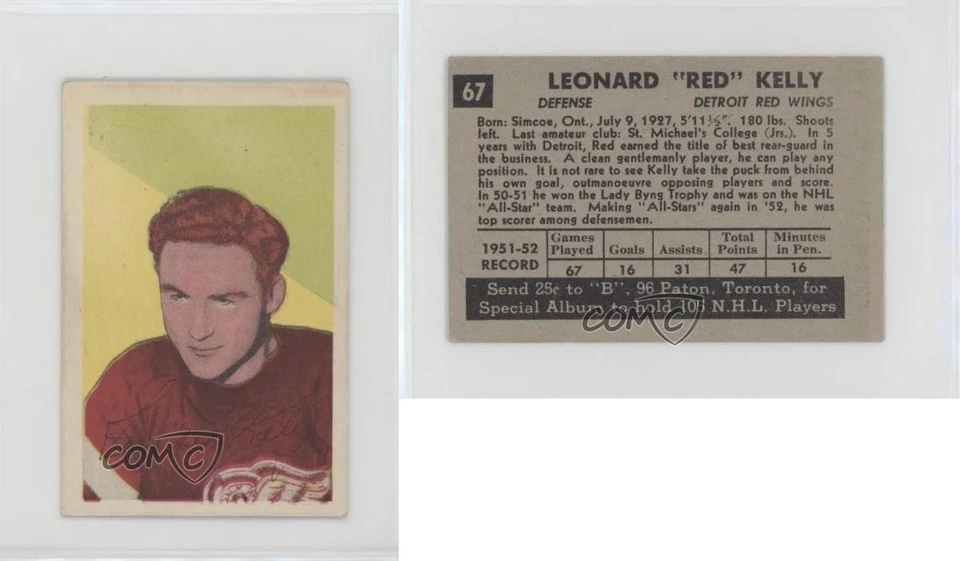 COMC
67
LEONARD "RED" KELLY
DEFENSE DETROIT RED WINGS
Born: Simcoe, Ont., July 9, 1927, 5'11½". 180 lbs. Shoots
left. Last amateur club: St. Michael's College (Jrs.). In 5
years with Detroit, Red earned the title of best rear-guard in
the business. A clean gentlemanly player, he can play any
position. It is not rare to see Kelly take the puck from behind
his own goal, outmanoeuvre opposing players and score.
In 50-51 he won the Lady Byng Trophy and was on the NHL
"All-Star" team. Making "All-Stars" again in '52, he was
top scorer among defensemen.
1951-52 RECORD
Games Played Goals Assists Total Points Minutes in Pen.
67 16 31 47 16
Send 25¢ to "B", 96 Paton, Toronto, for
Special Album to hold 105 N.H.L. Players
COMC